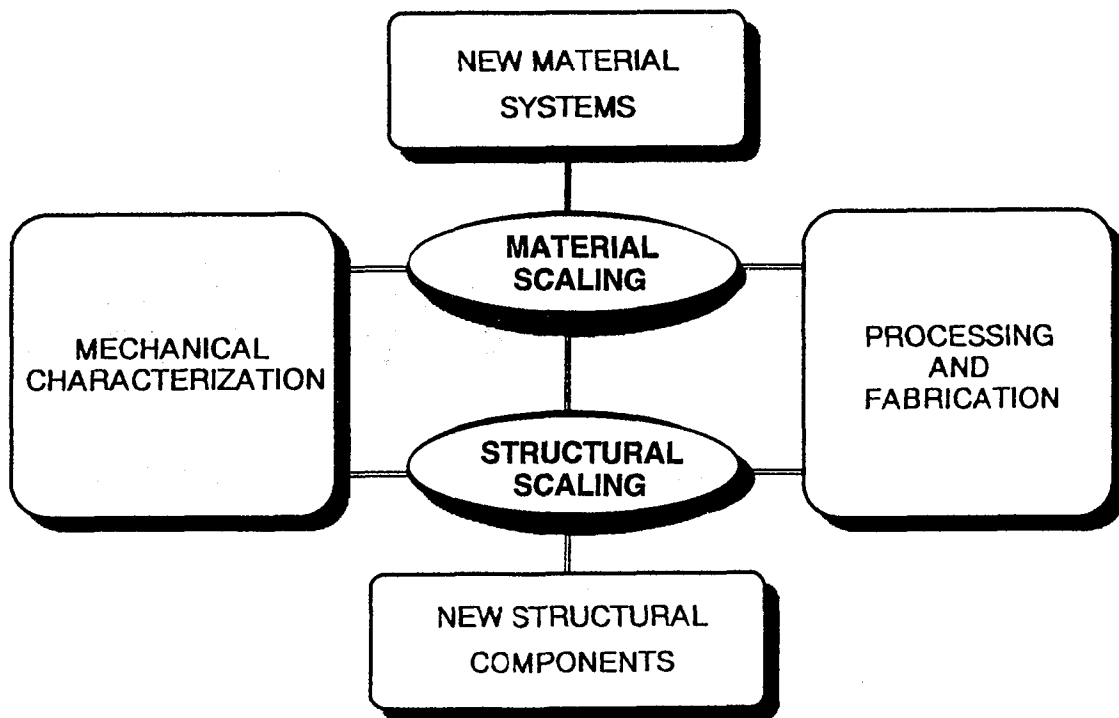 NEW MATERIAL
SYSTEMS
MATERIAL
SCALING
MECHANICAL
CHARACTERIZATION
PROCESSING
AND
FABRICATION
STRUCTURAL
SCALING
NEW STRUCTURAL
COMPONENTS